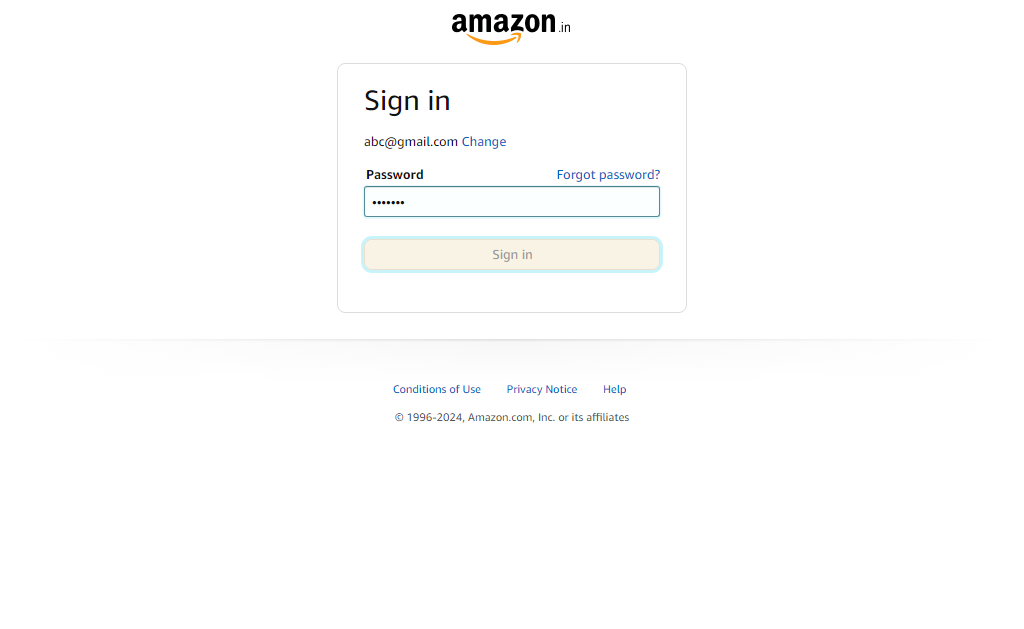 amazon.in
Sign in
abc@gmail.com Change
Password Forgot password?
•••••••
Sign in
Conditions of Use Privacy Notice Help
© 1996-2024, Amazon.com, Inc. or its affiliates